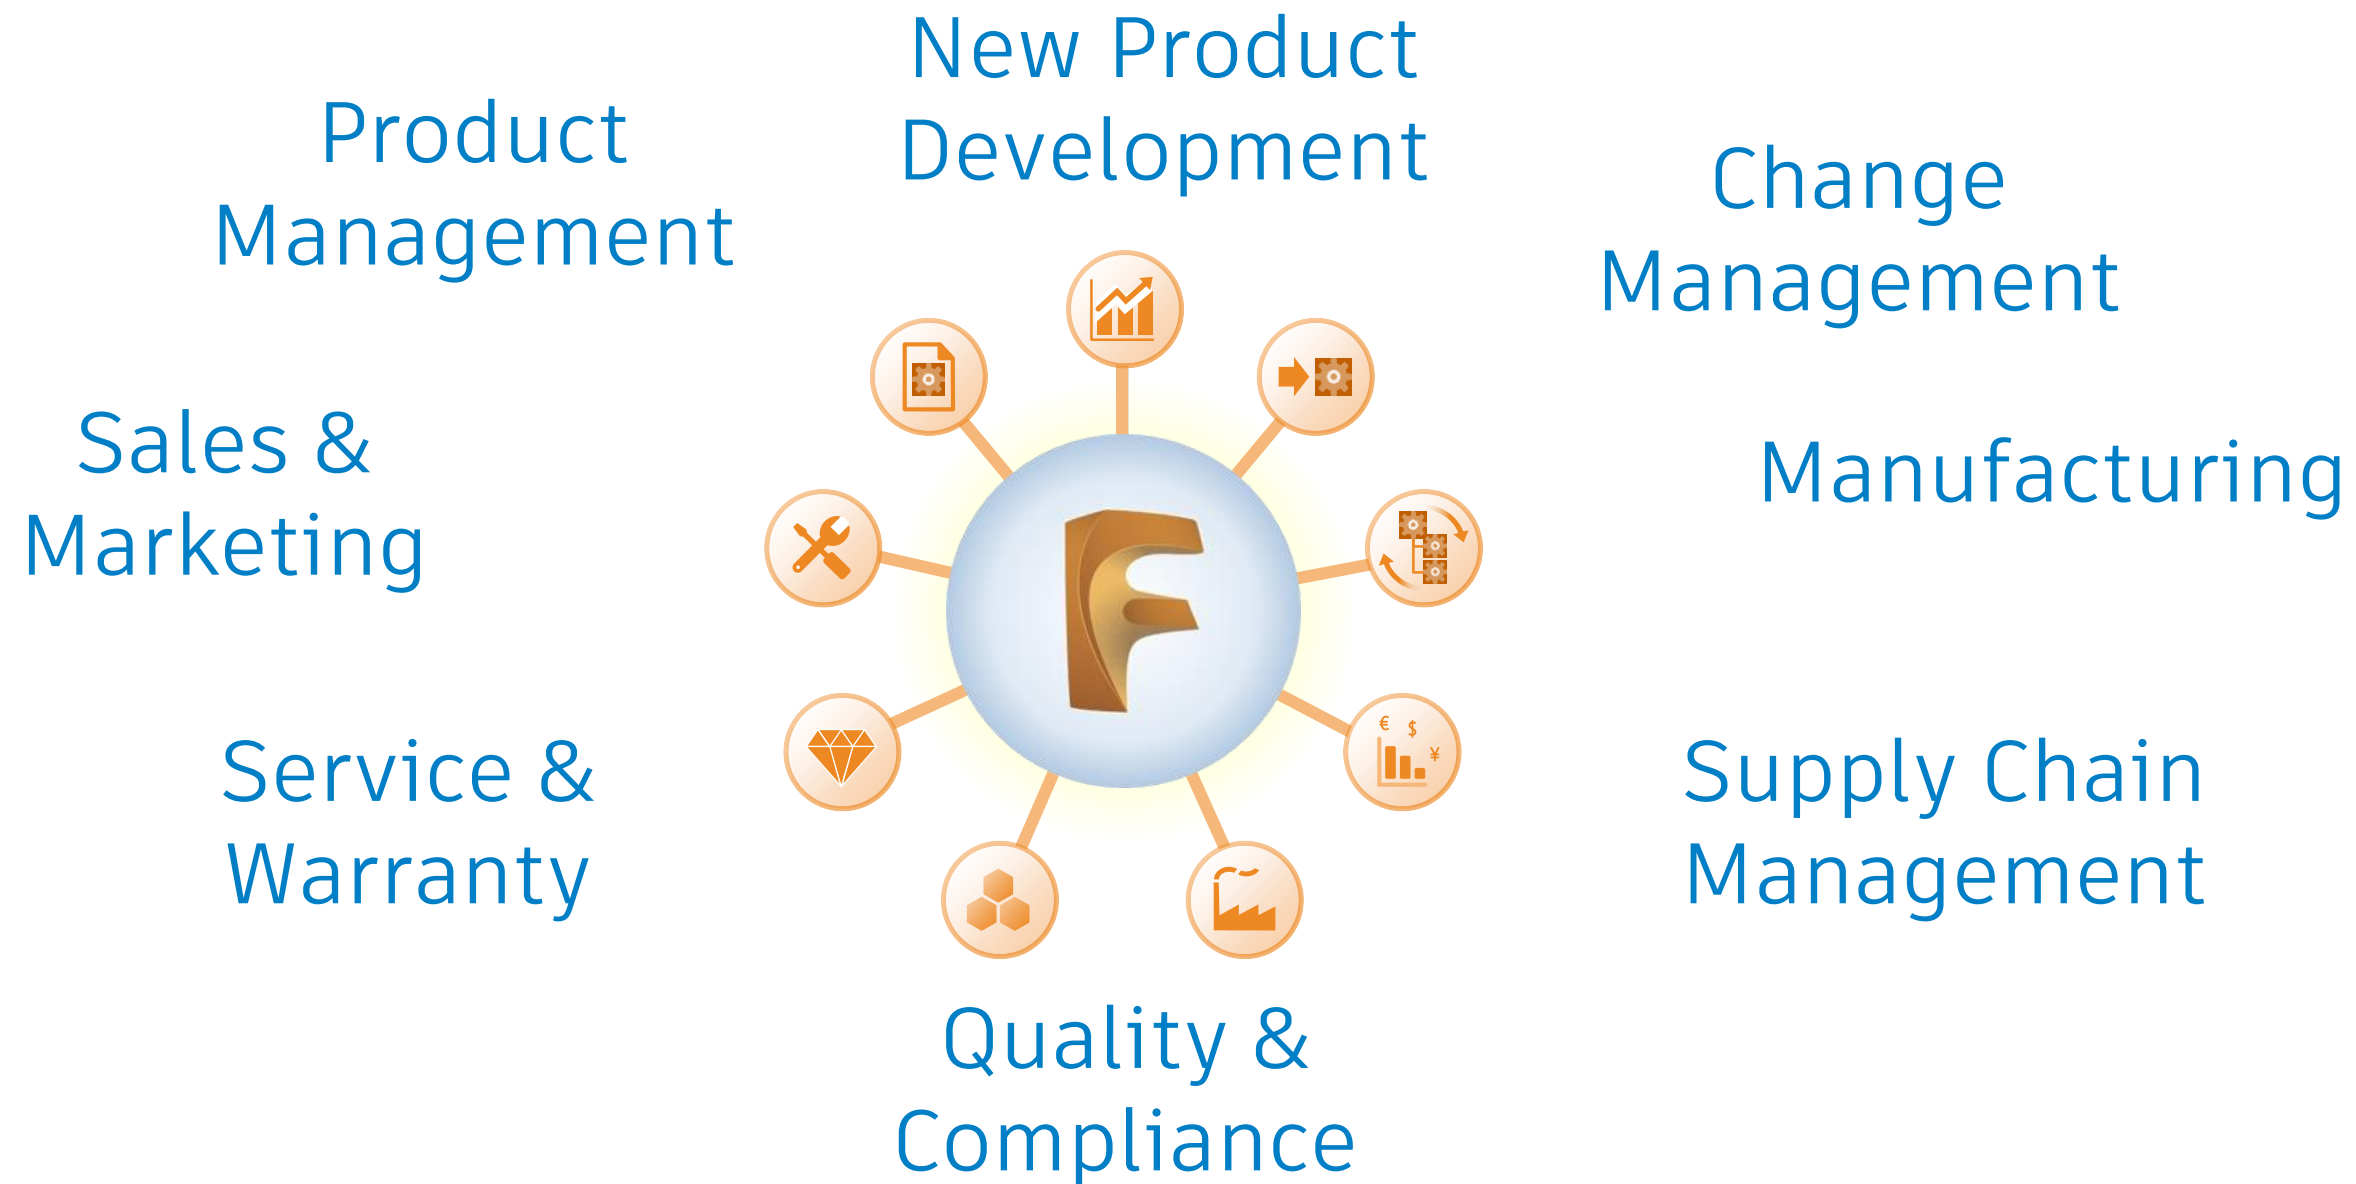 New Product
Development
Product
Management
Change
Management
Sales &
Marketing
Manufacturing
F
€ $
¥
Service &
Warranty
Supply Chain
Management
Quality &
Compliance